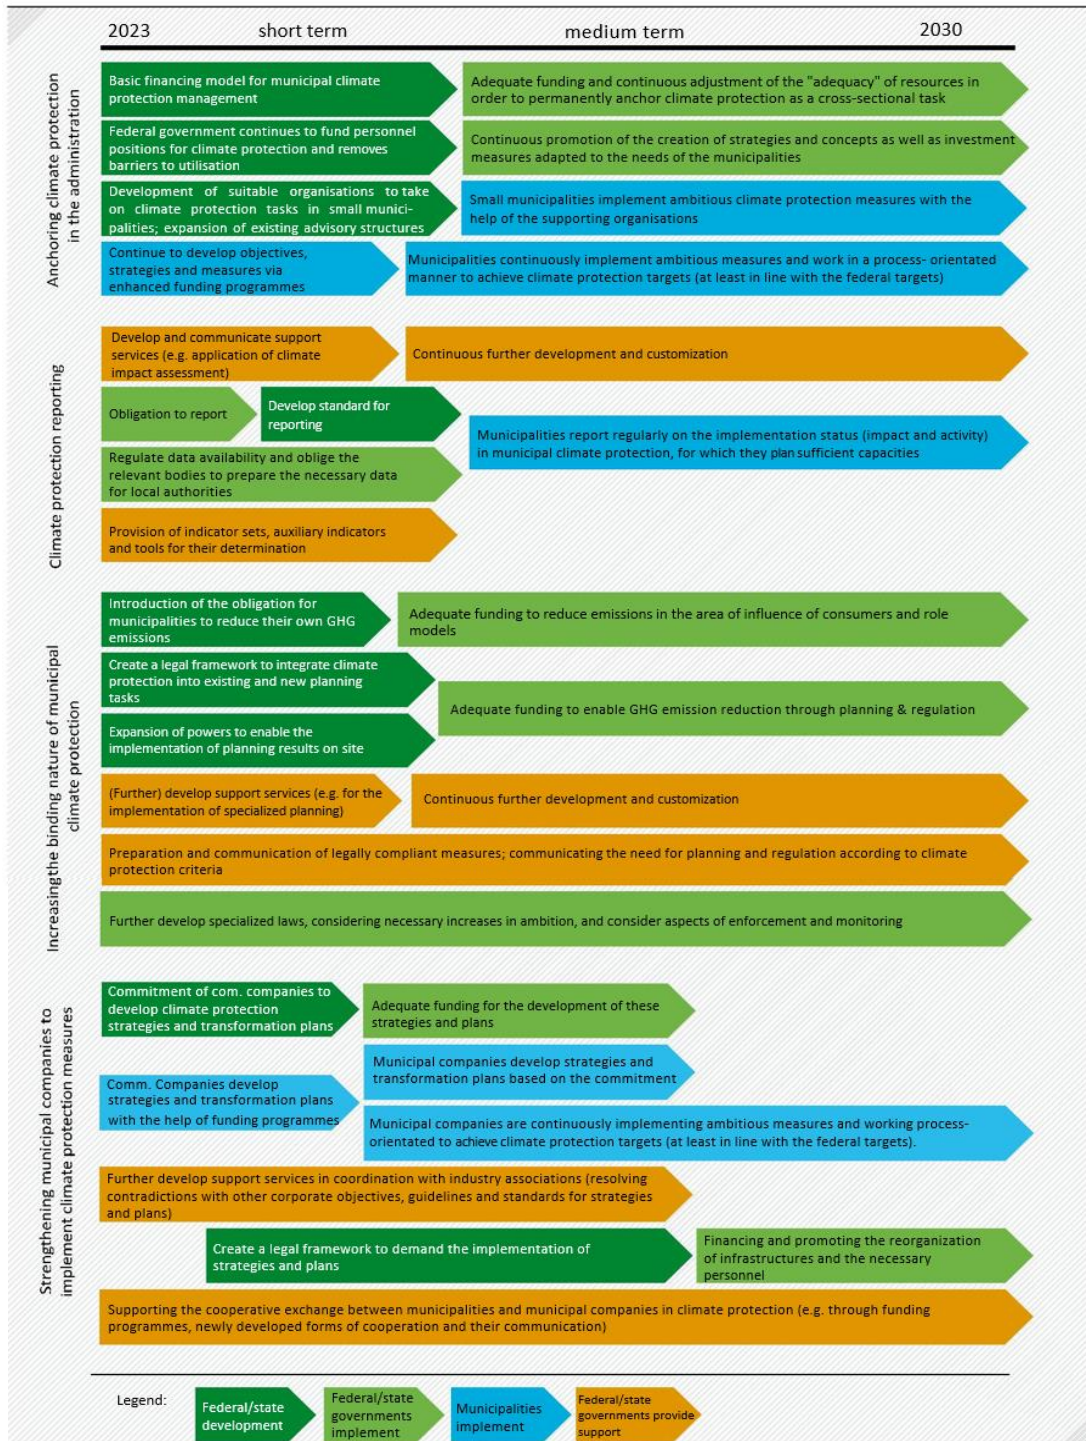 2023 short term medium term 2030
Anchoring climate protection
in the administration
Basic financing model for municipal climate
protection management
Adequate funding and continuous adjustment of the "adequacy" of resources in
order to permanently anchor climate protection as a cross-sectional task
Federal government continues to fund personnel
positions for climate protection and removes
barriers to utilisation
Continuous promotion of the creation of strategies and concepts as well as investment
measures adapted to the needs of the municipalities
Development of suitable organisations to take
on climate protection tasks in small munici-
palities; expansion of existing advisory structures
Small municipalities implement ambitious climate protection measures with the
help of the supporting organisations
Continue to develop objectives,
strategies and measures via
enhanced funding programmes
Municipalities continuously implement ambitious measures and work in a process- orientated
manner to achieve climate protection targets (at least in line with the federal targets)
Climate protection reporting
Develop and communicate support
services (e.g. application of climate
impact assessment)
Continuous further development and customization
Obligation to report
Develop standard for
reporting
Municipalities report regularly on the implementation status (impact and activity)
in municipal climate protection, for which they plan sufficient capacities
Regulate data availability and oblige the
relevant bodies to prepare the necessary data
for local authorities
Provision of indicator sets, auxiliary indicators
and tools for their determination
Increasingthe binding nature of municipal
climate protection
Introduction of the obligation for
municipalities to reduce their own GHG
emissions
Adequate funding to reduce emissions in the area of influence of consumers and role
models
Create a legal framework to integrate climate
protection into existing and new planning
tasks
Adequate funding to enable GHG emission reduction through planning & regulation
Expansion of powers to enable the
implementation of planning results on site
(Further) develop support services (e.g. for the
implementation of specialized planning)
Continuous further development and customization
Preparation and communication of legally compliant measures; communicating the need for planning and regulation according to climate
protection criteria
Further develop specialized laws, considering necessary increases in ambition, and consider aspects of enforcement and monitoring
Strengthening municipal companies to
implement climate protection measures
Commitment of com. companies to
develop climate protection
strategies and transformation plans
Adequate funding for the development of these
strategies and plans
Municipal companies develop strategies and
transformation plans based on the commitment
Comm. Companies develop
strategies and transformation plans
with the help of funding programmes
Municipal companies are continuously implementing ambitious measures and working process-
orientated to achieve climate protection targets (at least in line with the federal targets).
Further develop support services in coordination with industry associations (resolving
contradictions with other corporate objectives, guidelines and standards for strategies
and plans)
Create a legal framework to demand the implementation of
strategies and plans
Financing and promoting the reorganization
of infrastructures and the necessary
personnel
Supporting the cooperative exchange between municipalities and municipal companies in climate protection (e.g. through funding
programmes, newly developed forms of cooperation and their communication)
Legend:
Federal/state
development
Federal/state
governments
implement
Municipalities
implement
Federal/state
governments provide
support